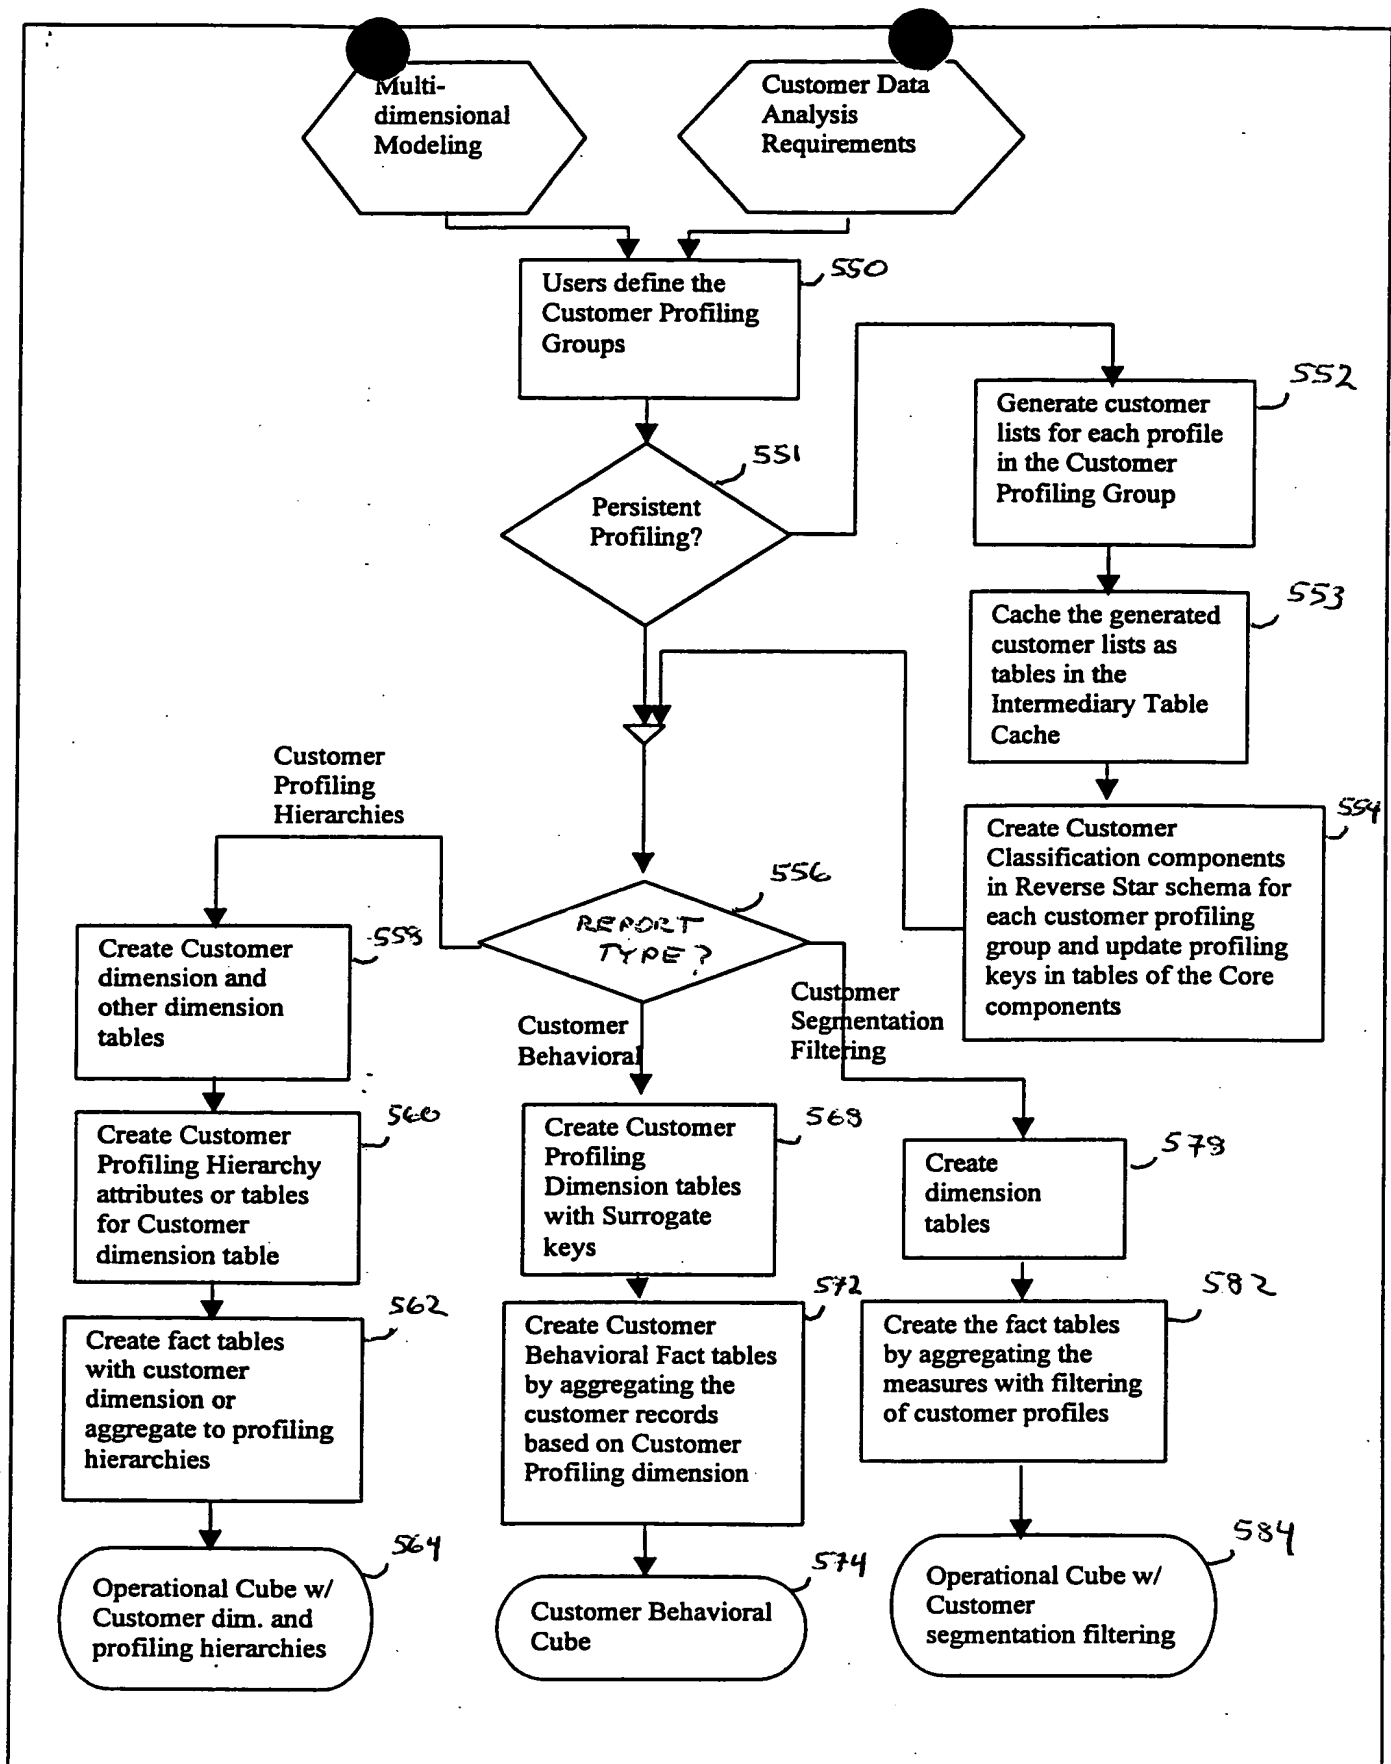 Multi-
dimensional
Modeling
Customer Data
Analysis
Requirements
550
Users define the
Customer Profiling
Groups
552
Generate customer
lists for each profile
in the Customer
Profiling Group
551
Persistent
Profiling?
553
Cache the generated
customer lists as
tables in the
Intermediary Table
Cache
Customer
Profiling
Hierarchies
554
Create Customer
Classification components
in Reverse Star schema for
each customer profiling
group and update profiling
keys in tables of the Core
components
556
REPORT
TYPE?
558
Create Customer
dimension and
other dimension
tables
Customer
Behavioral
Customer
Segmentation
Filtering
560
Create Customer
Profiling Hierarchy
attributes or tables
for Customer
dimension table
568
Create Customer
Profiling
Dimension tables
with Surrogate
keys
578
Create
dimension
tables
562
Create fact tables
with customer
dimension or
aggregate to profiling
hierarchies
572
Create Customer
Behavioral Fact tables
by aggregating the
customer records
based on Customer
Profiling dimension
582
Create the fact tables
by aggregating the
measures with filtering
of customer profiles
564
Operational Cube w/
Customer dim. and
profiling hierarchies
574
Customer Behavioral
Cube
584
Operational Cube w/
Customer
segmentation filtering